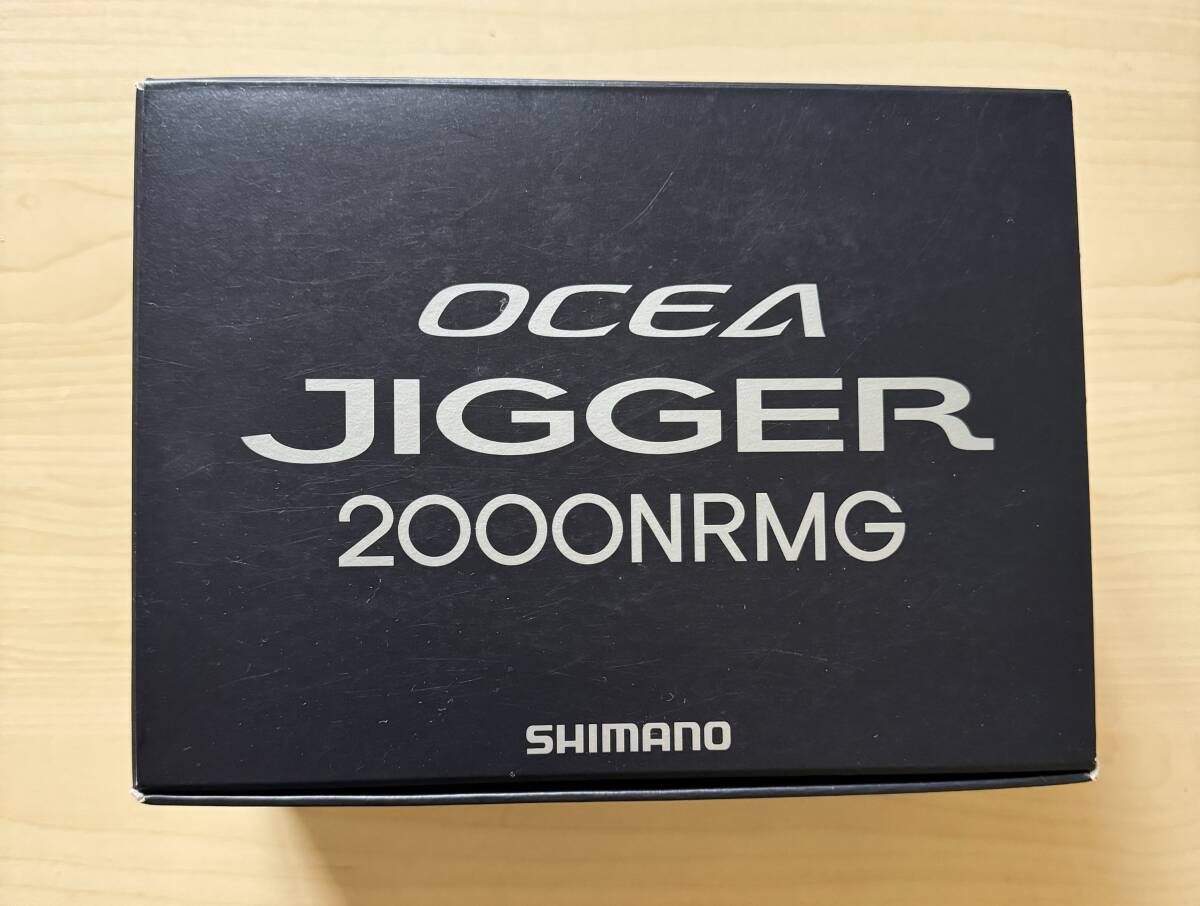 OCEA
JIGGER
2000NRMG
SHIMANO